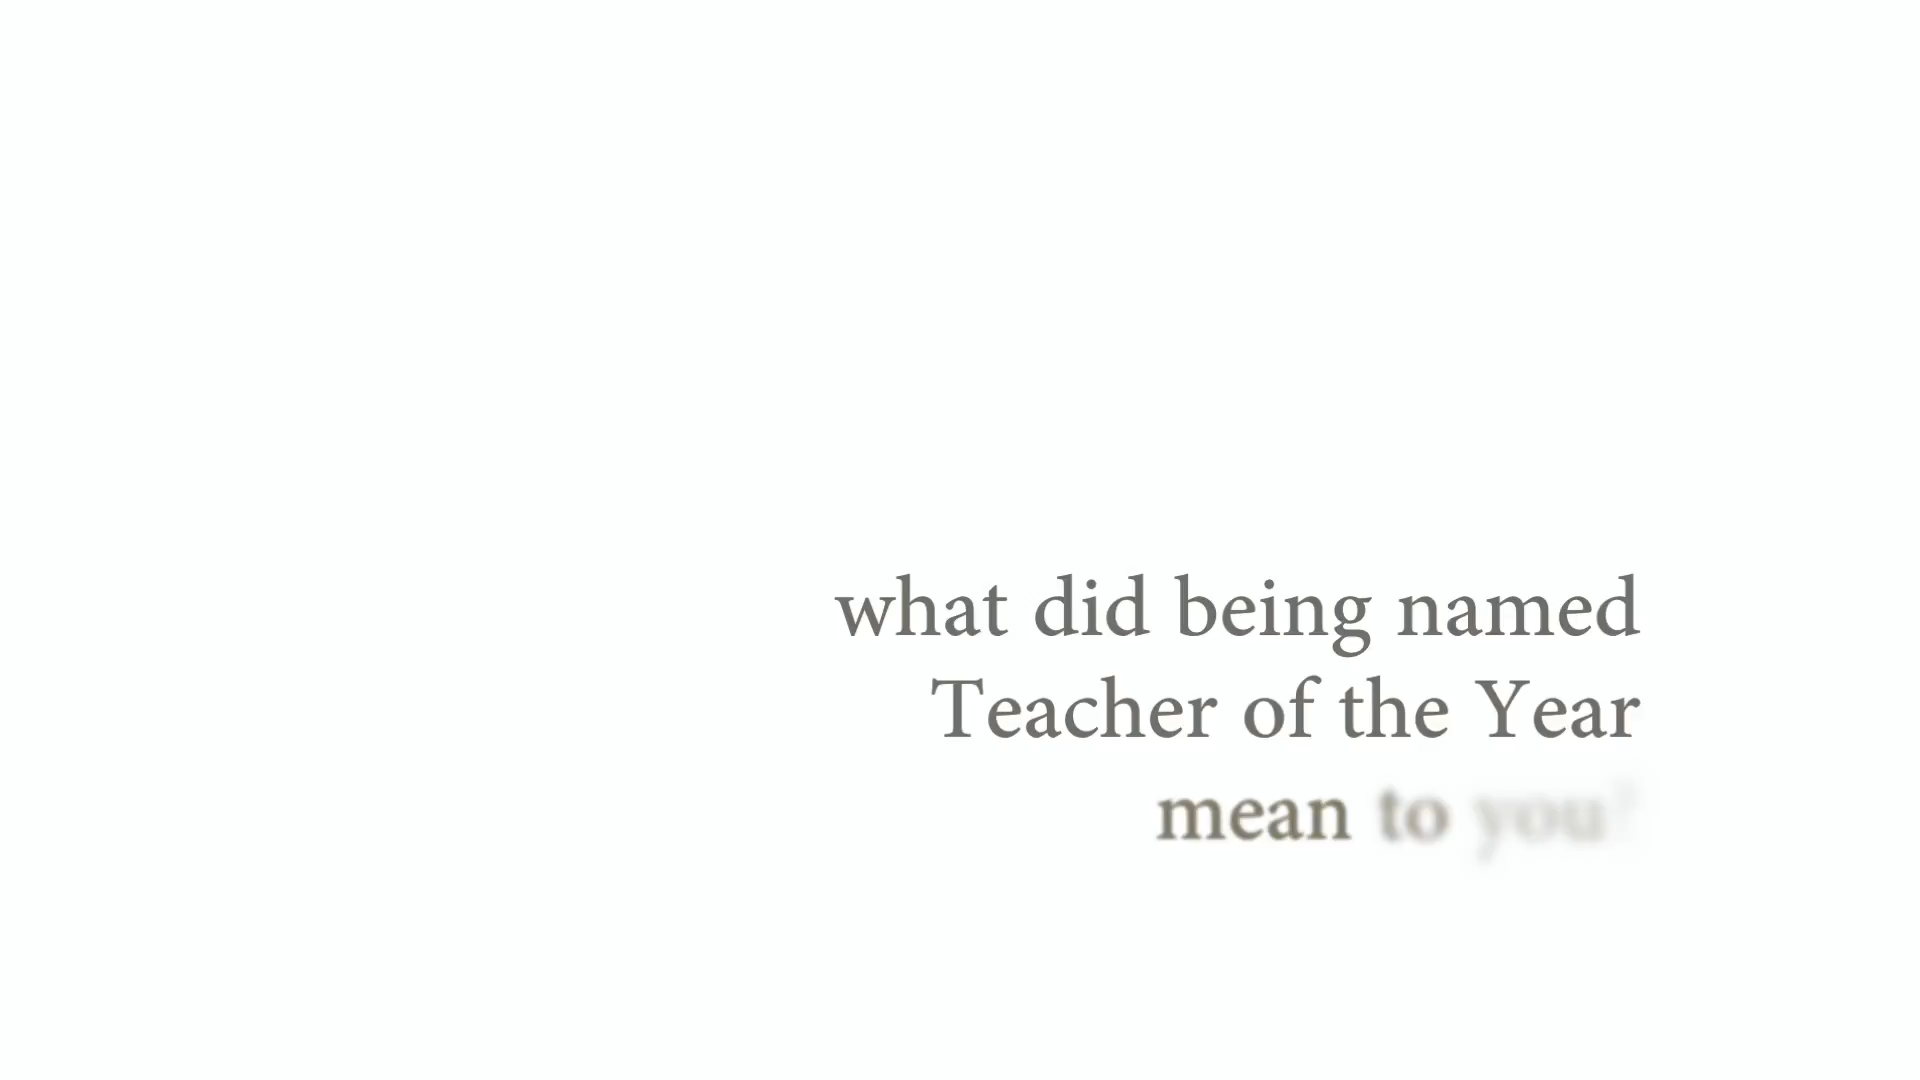 what did being named
Teacher of the Year
mean to you?